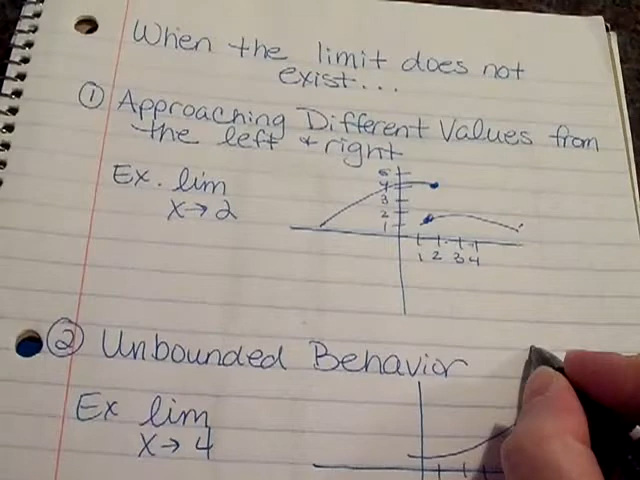 When the limit does not
exist...
① Approaching Different Values from
the left & right
Ex. lim
x→2
5
4
3
2
1
1 2 3 4
② Unbounded Behavior
Ex lim
x→4